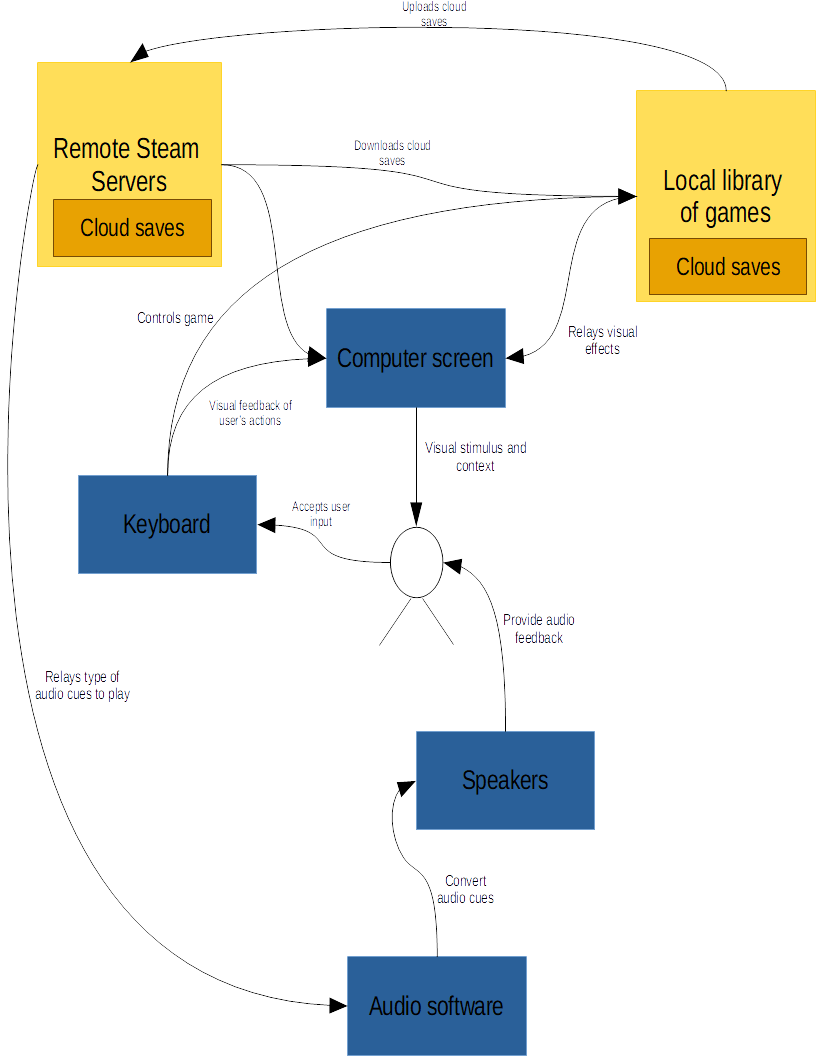 Uploads cloud
saves
Remote Steam
Servers
Cloud saves
Downloads cloud
saves
Local library
of games
Cloud saves
Controls game
Computer screen
Relays visual
effects
Visual feedback of
user's actions
Visual stimulus and
context
Keyboard
Accepts user
input
Provide audio
feedback
Relays type of
audio cues to play
Speakers
Convert
audio cues
Audio software